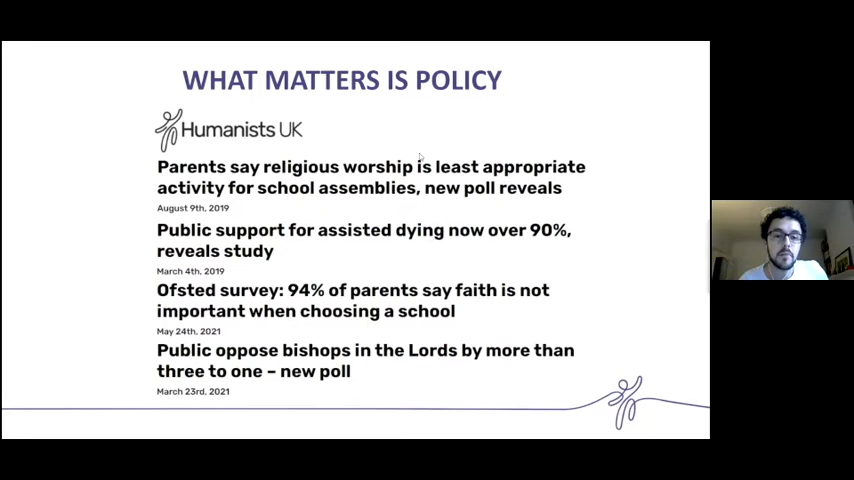 WHAT MATTERS IS POLICY
Humanists UK
Parents say religious worship is least appropriate
activity for school assemblies, new poll reveals
August 9th, 2019
Public support for assisted dying now over 90%,
reveals study
March 4th, 2019
Ofsted survey: 94% of parents say faith is not
important when choosing a school
May 24th, 2021
Public oppose bishops in the Lords by more than
three to one – new poll
March 23rd, 2021